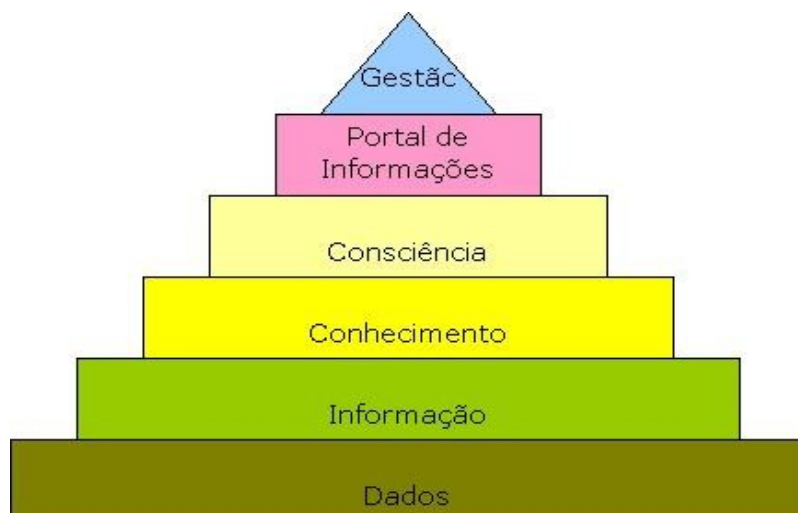 Gestãc
Portal de
Informações
Consciência
Conhecimento
Informação
Dados